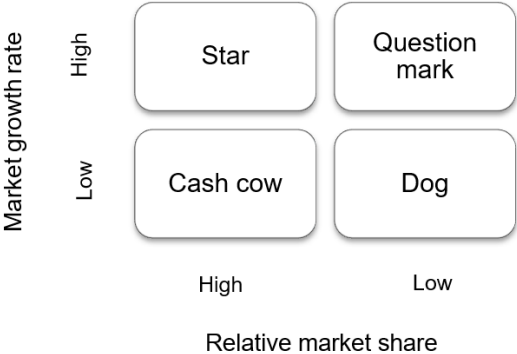 Market growth rate
High
Star
Question
mark
Low
Cash cow
Dog
High
Low
Relative market share